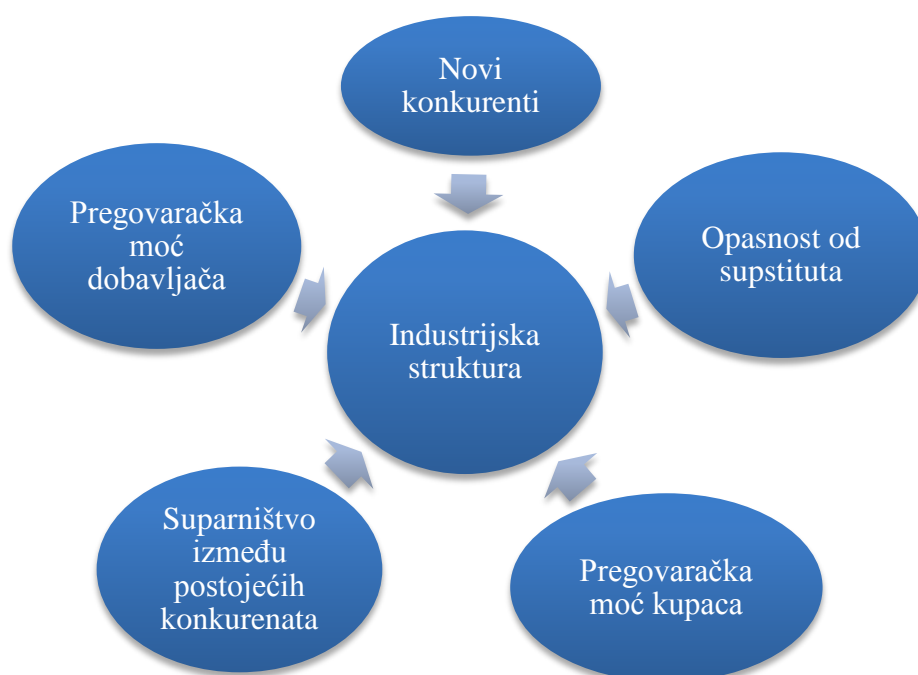 Novi
konkurenti
Pregovaračka
moć
dobavljača
Opasnost od
supstituta
Industrijska
struktura
Suparništvo
između
postojećih
konkurenata
Pregovaračka
moć kupaca